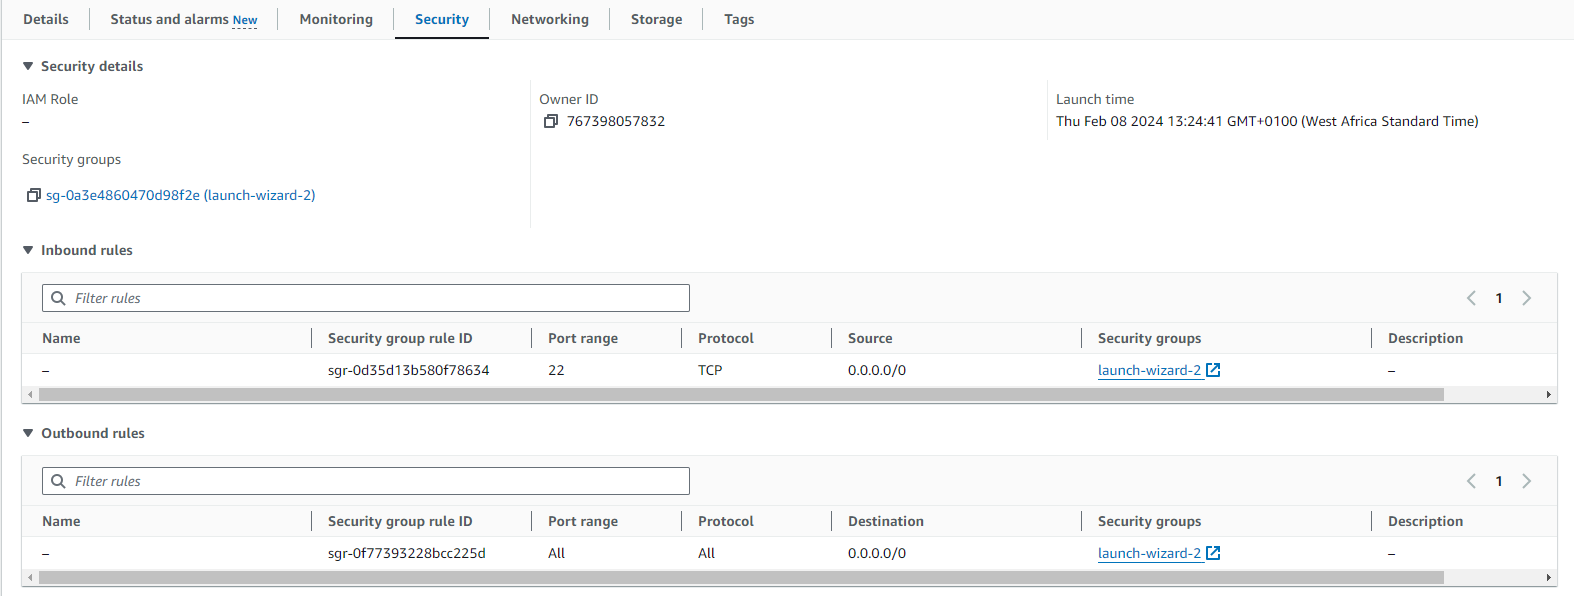 Details Status and alarms New Monitoring Security Networking Storage Tags
Security details
IAM Role Owner ID Launch time
– 767398057832 Thu Feb 08 2024 13:24:41 GMT+0100 (West Africa Standard Time)
Security groups
sg-0a3e4860470d98f2e (launch-wizard-2)
Inbound rules
Filter rules 1
Name Security group rule ID Port range Protocol Source Security groups Description
– sgr-0d35d13b580f78634 22 TCP 0.0.0.0/0 launch-wizard-2 –
Outbound rules
Filter rules 1
Name Security group rule ID Port range Protocol Destination Security groups Description
– sgr-0f77393228bcc225d All All 0.0.0.0/0 launch-wizard-2 –